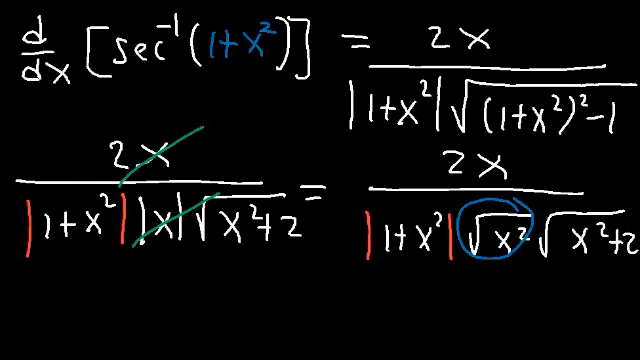 d/dx [sec⁻¹(1+x²)] = 2x / |1+x²|√((1+x²)²-1)
2x / |1+x²||x|√(x²+2) = 2x / |1+x²|√(x²)√(x²+2)